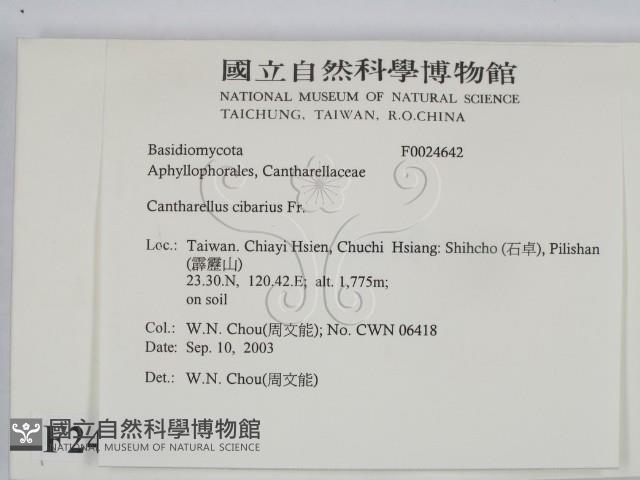 國立自然科學博物館
NATIONAL MUSEUM OF NATURAL SCIENCE
TAICHUNG, TAIWAN, R.O.CHINA
Basidiomycota F0024642
Aphyllophorales, Cantharellaceae
Cantharellus cibarius Fr.
Loc.: Taiwan. Chiayi Hsien, Chuchi Hsiang: Shihcho (石卓), Pilishan
(霹靂山)
23.30.N, 120.42.E; alt. 1,775m;
on soil
Col.: W.N. Chou(周文能); No. CWN 06418
Date: Sep. 10, 2003
Det.: W.N. Chou(周文能)
F24
國立自然科學博物館
NATIONAL MUSEUM OF NATURAL SCIENCE